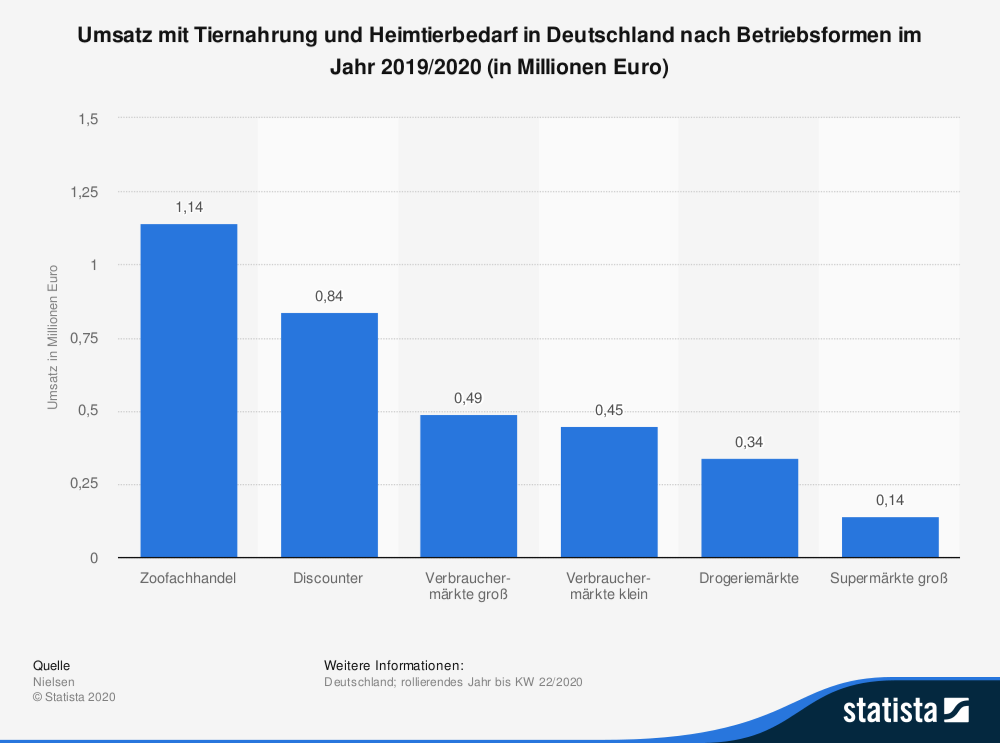 Umsatz mit Tiernahrung und Heimtierbedarf in Deutschland nach Betriebsformen im
Jahr 2019/2020 (in Millionen Euro)
Umsatz in Millionen Euro
1,5
1,25
1
0,75
0,5
0,25
0
1,14
0,84
0,49
0,45
0,34
0,14
Zoofachhandel
Discounter
Verbraucher-
märkte groß
Verbraucher-
märkte klein
Drogeriemärkte
Supermärkte groß
Quelle
Nielsen
© Statista 2020
Weitere Informationen:
Deutschland; rollierendes Jahr bis KW 22/2020
statista